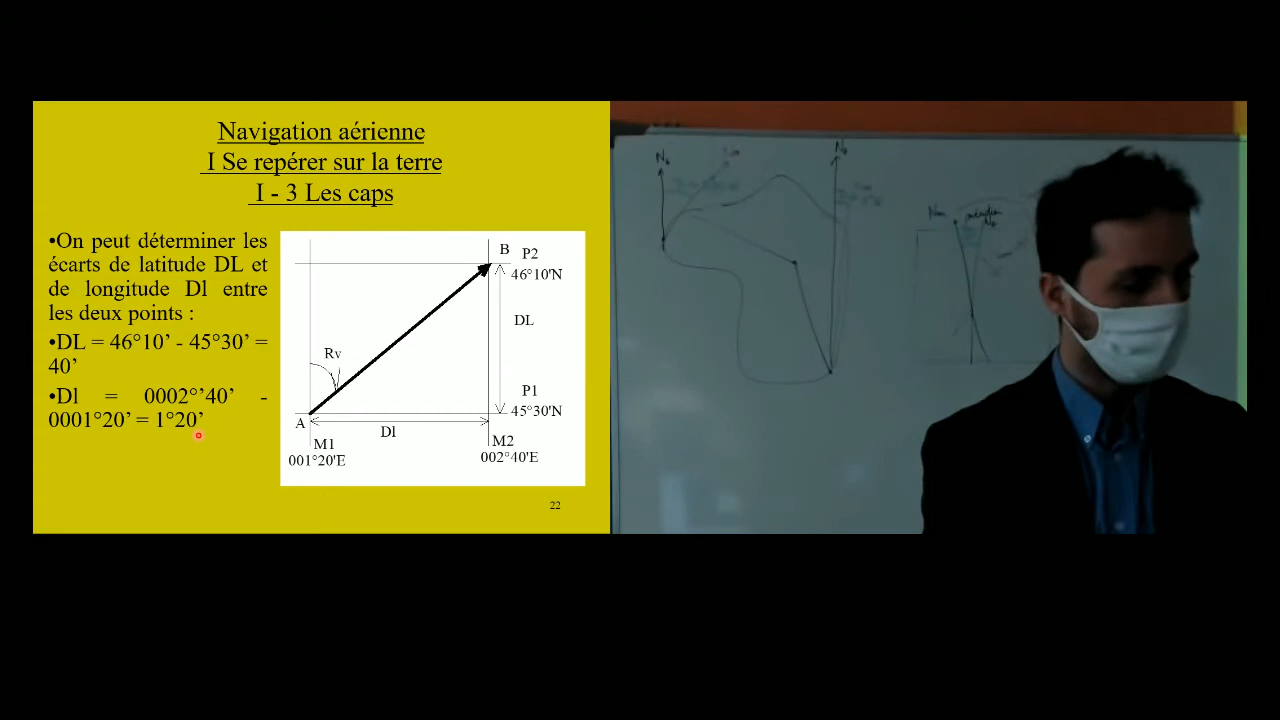 Navigation aérienne
I Se repérer sur la terre
I - 3 Les caps
•On peut déterminer les
écarts de latitude DL et
de longitude Dl entre
les deux points :
•DL = 46°10’ - 45°30’ =
40’
•Dl = 0002°’40’ -
0001°20’ = 1°20’
B
P2
46°10'N
DL
Rv
P1
45°30'N
A
Dl
M1
001°20'E
M2
002°40'E
22